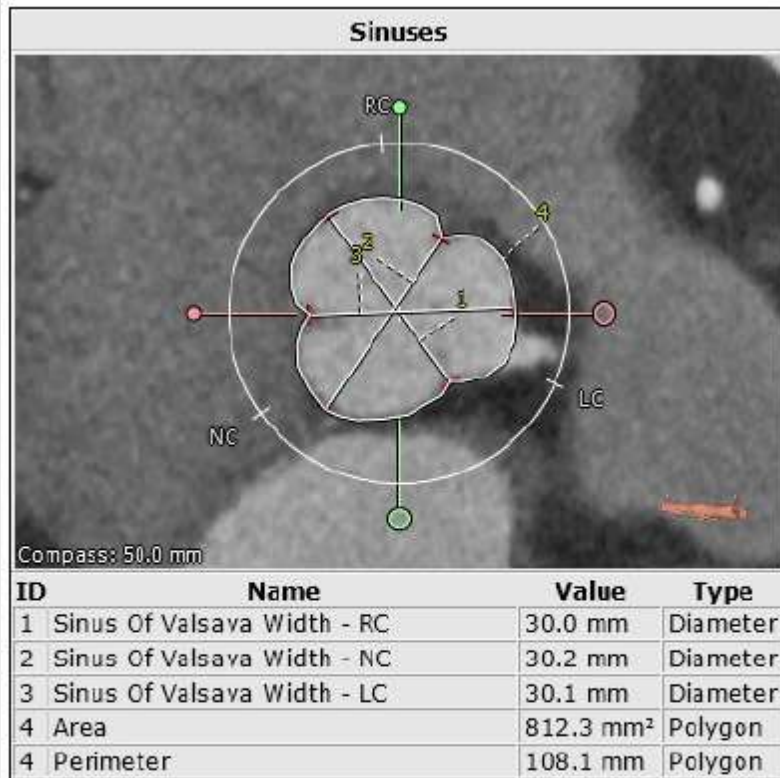 Sinuses
RC
4
2
3
1
LC
NC
Compass: 50.0 mm
ID Name Value Type
1 Sinus Of Valsava Width - RC 30.0 mm Diameter
2 Sinus Of Valsava Width - NC 30.2 mm Diameter
3 Sinus Of Valsava Width - LC 30.1 mm Diameter
4 Area 812.3 mm² Polygon
4 Perimeter 108.1 mm Polygon